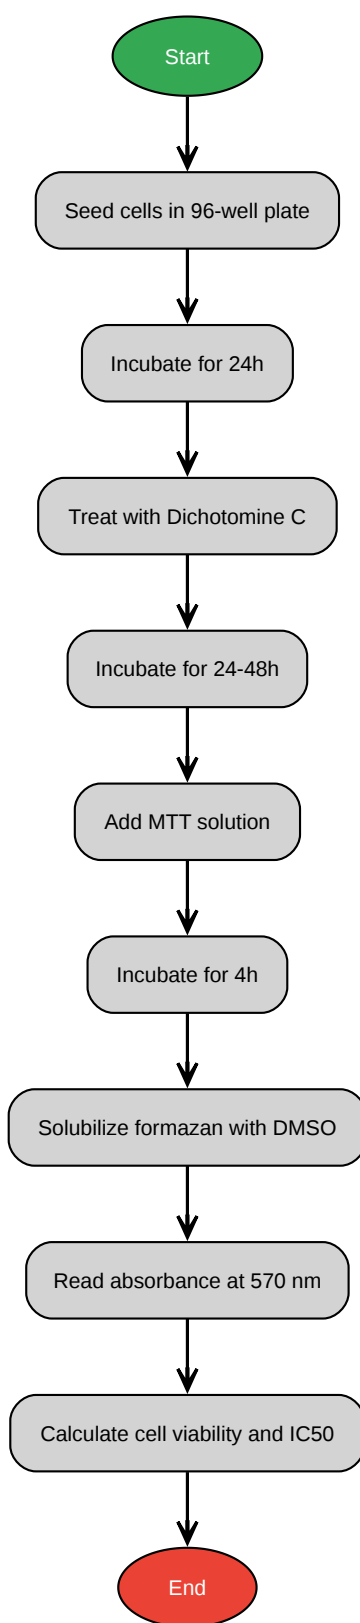 Start
Seed cells in 96-well plate
Incubate for 24h
Treat with Dichotomine C
Incubate for 24-48h
Add MTT solution
Incubate for 4h
Solubilize formazan with DMSO
Read absorbance at 570 nm
Calculate cell viability and IC50
End